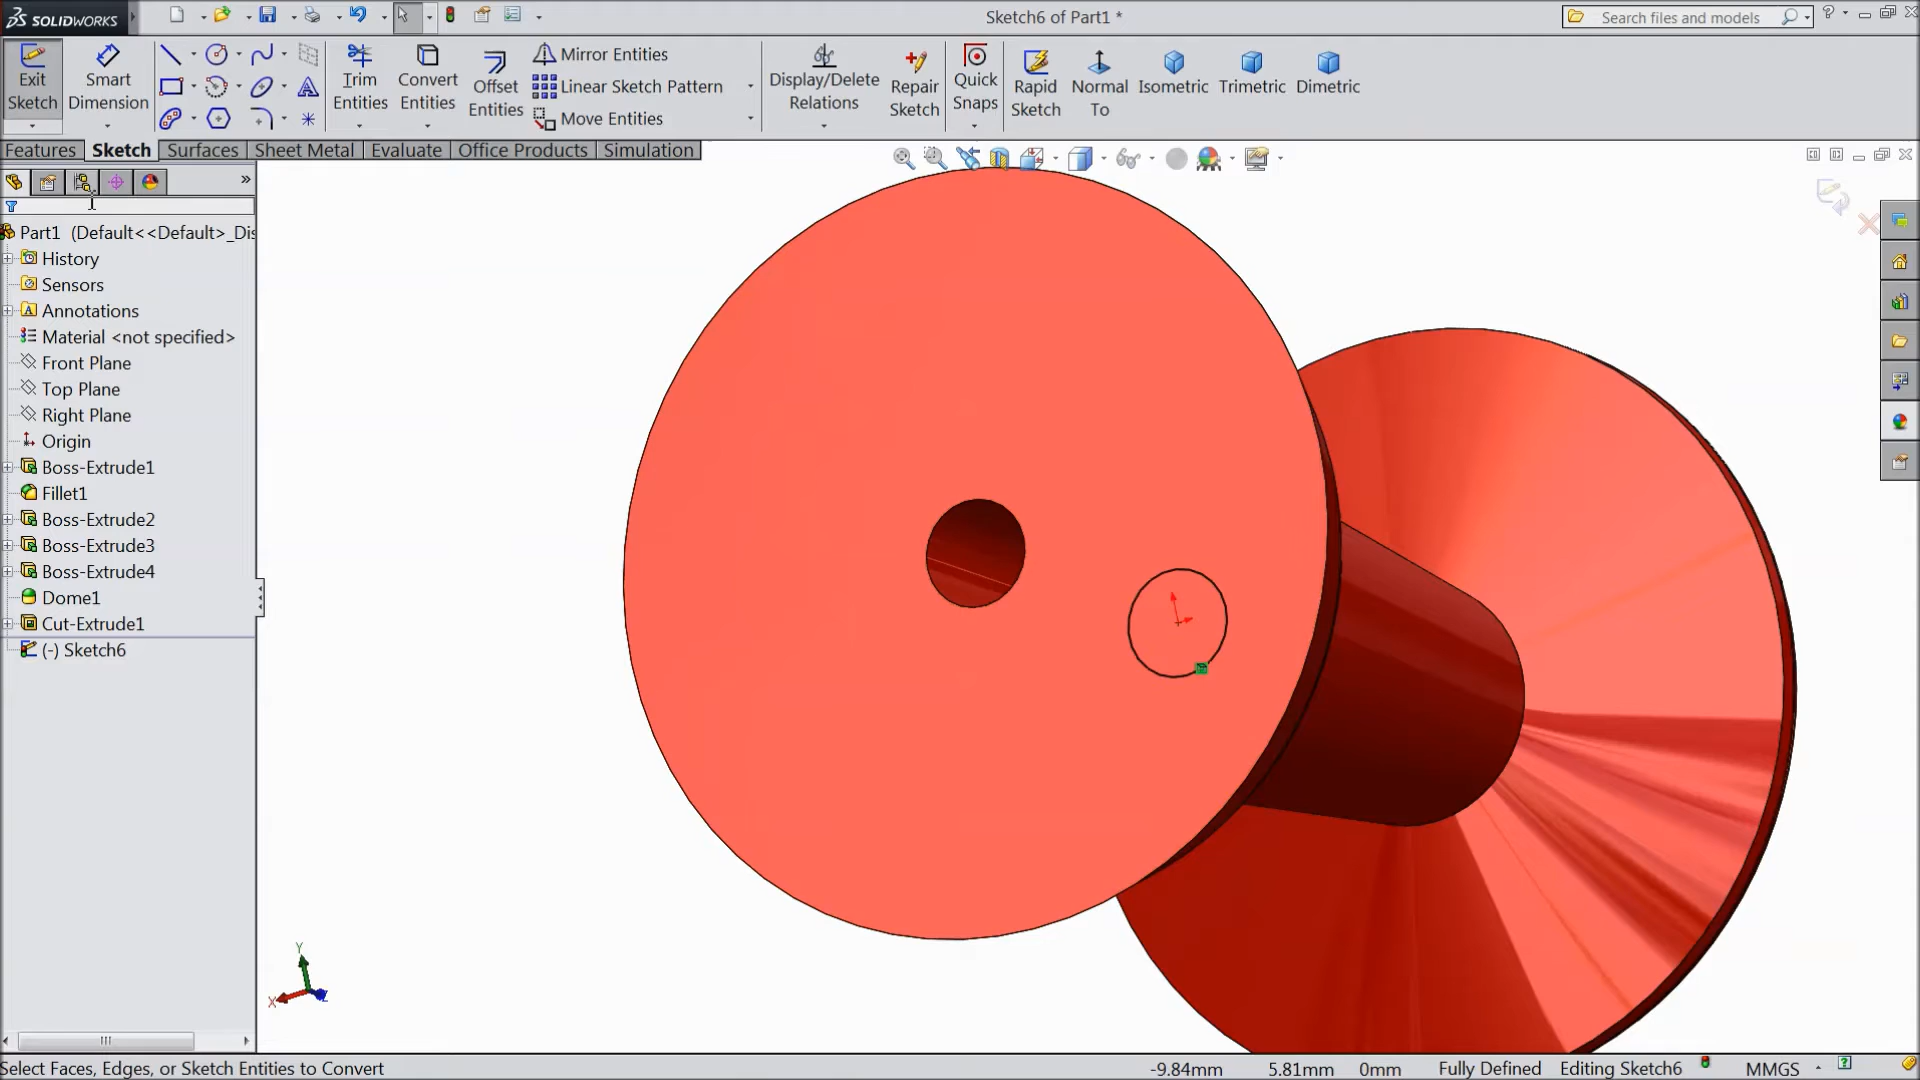 SOLIDWORKS
Sketch6 of Part1 *
Search files and models
?
Exit Sketch
Smart Dimension
Trim Entities
Convert Entities
Offset Entities
Mirror Entities
Linear Sketch Pattern
Move Entities
Display/Delete Relations
Repair Sketch
Quick Snaps
Rapid Sketch
Normal To
Isometric
Trimetric
Dimetric
Features
Sketch
Surfaces
Sheet Metal
Evaluate
Office Products
Simulation
»
Part1 (Default<<Default>_Dis
History
Sensors
Annotations
Material <not specified>
Front Plane
Top Plane
Right Plane
Origin
Boss-Extrude1
Fillet1
Boss-Extrude2
Boss-Extrude3
Boss-Extrude4
Dome1
Cut-Extrude1
(-) Sketch6
Y
X
Z
Select Faces, Edges, or Sketch Entities to Convert
-9.84mm
5.81mm
0mm
Fully Defined
Editing Sketch6
MMGS